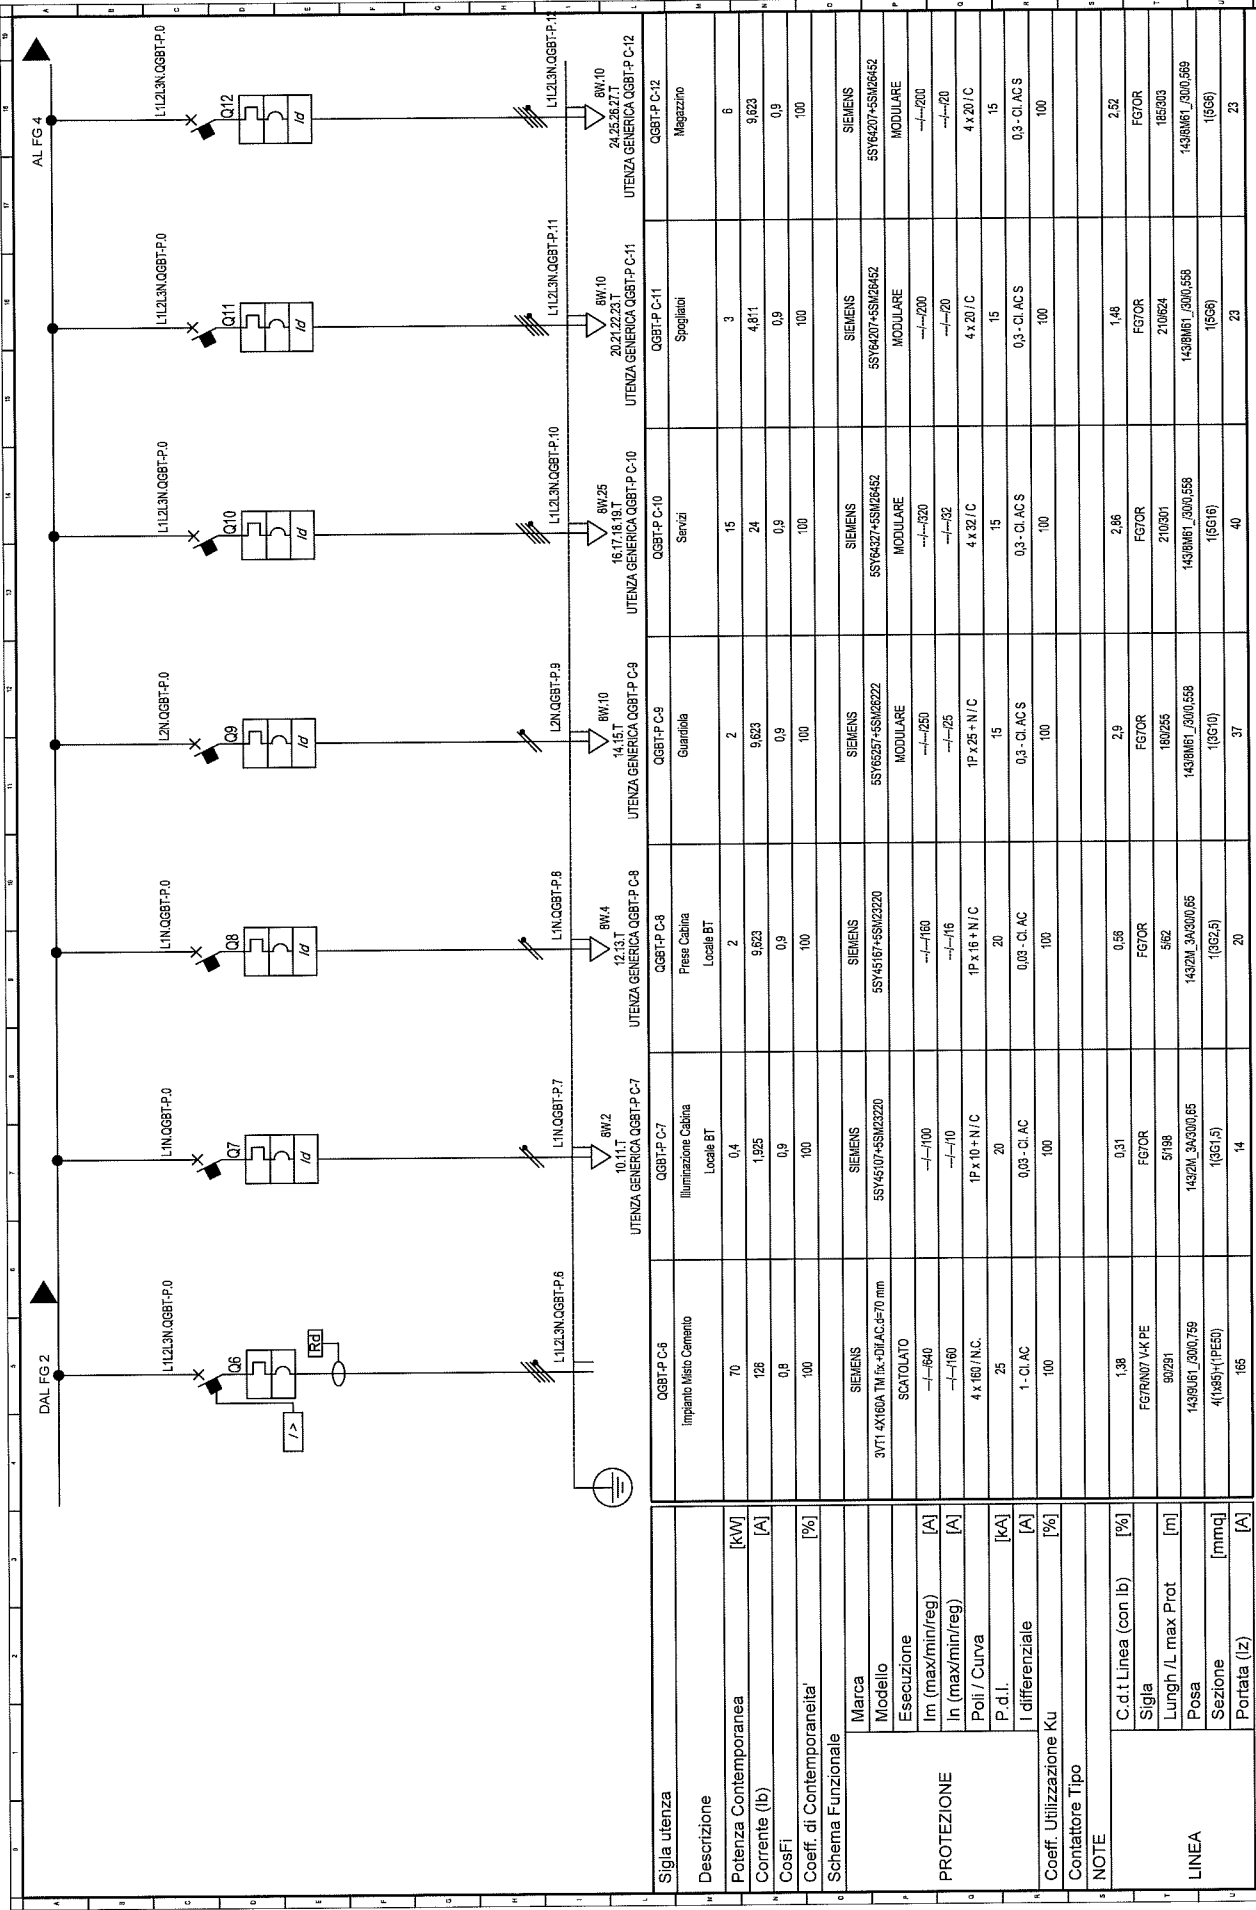 DAL FG 2
AL FG 4
L1L2L3N.QGBT-P.0
L1N.QGBT-P.0
L1N.QGBT-P.0
L2N.QGBT-P.0
L1L2L3N.QGBT-P.0
L1L2L3N.QGBT-P.0
L1L2L3N.QGBT-P.0
Q6
Q7
Q8
Q9
Q10
Q11
Q12
I >
Rd
Id
Id
Id
Id
Id
Id
L1L2L3N.QGBT-P.6
L1N.QGBT-P.7
L1N.QGBT-P.8
L2N.QGBT-P.9
L1L2L3N.QGBT-P.10
L1L2L3N.QGBT-P.11
L1L2L3N.QGBT-P.12
8W.2
8W.4
8W.10
8W.25
8W.10
8W.10
10.11.T
12.13.T
14.15.T
16.17.18.19.T
20.21.22.23.T
24.25.26.27.T
UTENZA GENERICA QGBT-P C-7
UTENZA GENERICA QGBT-P C-8
UTENZA GENERICA QGBT-P C-9
UTENZA GENERICA QGBT-P C-10
UTENZA GENERICA QGBT-P C-11
UTENZA GENERICA QGBT-P C-12
Sigla utenza QGBT-P C-6 QGBT-P C-7 QGBT-P C-8 QGBT-P C-9 QGBT-P C-10 QGBT-P C-11 QGBT-P C-12
Descrizione Impianto Misto Cemento Illuminazione Cabina Prese Cabina Guardiola Servizi Spogliatoi Magazzino
Locale BT Locale BT
Potenza Contemporanea [kW] 70 0,4 2 2 15 3 6
Corrente (Ib) [A] 128 1,925 9,623 9,623 24 4,811 9,623
CosFi 0,8 0,9 0,9 0,9 0,9 0,9 0,9
Coeff. di Contemporaneita' [%] 100 100 100 100 100 100 100
Schema Funzionale
PROTEZIONE
Marca SIEMENS SIEMENS SIEMENS SIEMENS SIEMENS SIEMENS SIEMENS
Modello 3VT1 4X160A TM fix+Dif.AC.d=70 mm 5SY45107+5SM23220 5SY45167+5SM23220 5SY65257+5SM26222 5SY64327+5SM26452 5SY64207+5SM26452 5SY64207+5SM26452
Esecuzione SCATOLATO MODULARE MODULARE MODULARE MODULARE
Im (max/min/reg) [A] ---/---/640 ---/---/100 ---/---/160 ---/---/250 ---/---/320 ---/---/200 ---/---/200
In (max/min/reg) [A] ---/---/160 ---/---/10 ---/---/16 ---/---/25 ---/---/32 ---/---/20 ---/---/20
Poli / Curva 4 x 160 / N.C. 1P x 10 + N / C 1P x 16 + N / C 1P x 25 + N / C 4 x 32 / C 4 x 20 / C 4 x 20 / C
P.d.I. [kA] 25 20 20 15 15 15 15
I differenziale [A] 1 - Cl. AC 0,03 - Cl. AC 0,03 - Cl. AC 0,3 - Cl. AC S 0,3 - Cl. AC S 0,3 - Cl. AC S 0,3 - Cl. AC S
Coeff. Utilizzazione Ku [%] 100 100 100 100 100 100 100
Contattore Tipo
NOTE
LINEA
C.d.t Linea (con Ib) [%] 1,38 0,31 0,56 2,9 2,86 1,48 2,52
Sigla FG7R/N07 V-K PE FG7OR FG7OR FG7OR FG7OR FG7OR FG7OR
Lungh /L max Prot [m] 90/291 5/198 5/62 180/255 210/301 210/624 185/303
Posa 143/9U61_/30/0,759 143/2M_3A/30/0,65 143/2M_3A/30/0,65 143/8M61_/30/0,558 143/8M61_/30/0,558 143/8M61_/30/0,558 143/8M61_/30/0,569
Sezione [mmq] 4(1x95)+(1PE50) 1(3G1,5) 1(3G2,5) 1(3G10) 1(5G16) 1(5G6) 1(5G6)
Portata (Iz) [A] 165 14 20 37 40 23 23